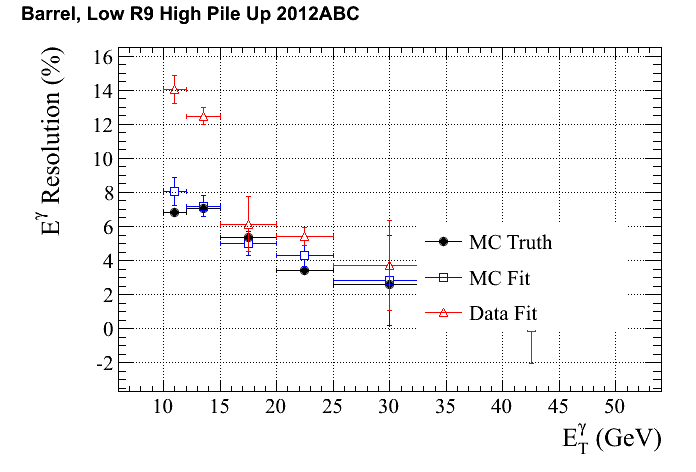 Barrel, Low R9 High Pile Up 2012ABC
E^γ Resolution (%)
16
14
12
10
8
6
4
2
0
-2
MC Truth
MC Fit
Data Fit
10 15 20 25 30 35 40 45 50
E_T^γ (GeV)